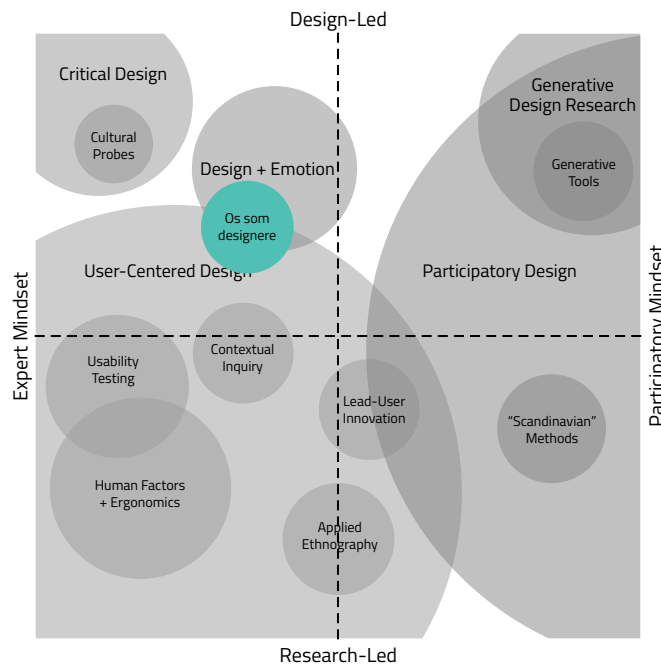 Design-Led
Critical Design
Cultural
Probes
Design + Emotion
Generative
Design Research
Generative
Tools
Os som
designere
User-Centered Design
Participatory Design
Expert Mindset
Participatory Mindset
Usability
Testing
Contextual
Inquiry
Lead-User
Innovation
“Scandinavian”
Methods
Human Factors
+ Ergonomics
Applied
Ethnography
Research-Led